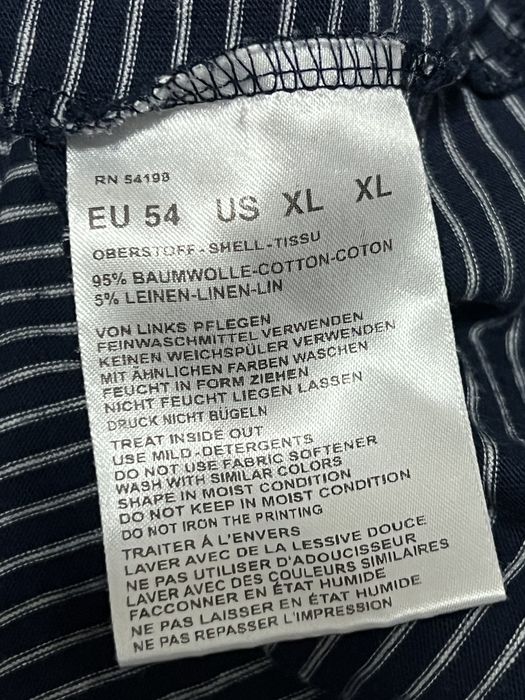 RN 54198
EU 54 US XL XL
OBERSTOFF-SHELL-TISSU
95% BAUMWOLLE-COTTON-COTON
5% LEINEN-LINEN-LIN
VON LINKS PFLEGEN
FEINWASCHMITTEL VERWENDEN
KEINEN WEICHSPÜLER VERWENDEN
MIT ÄHNLICHEN FARBEN WASCHEN
FEUCHT IN FORM ZIEHEN
NICHT FEUCHT LIEGEN LASSEN
DRUCK NICHT BÜGELN
TREAT INSIDE OUT
USE MILD-DETERGENTS
DO NOT USE FABRIC SOFTENER
WASH WITH SIMILAR COLORS
SHAPE IN MOIST CONDITION
DO NOT KEEP IN MOIST CONDITION
DO NOT IRON THE PRINTING
TRAITER À L'ENVERS
LAVER AVEC DE LA LESSIVE DOUCE
NE PAS UTILISER D'ADOUCISSEUR
LAVER AVEC DES COULEURS SIMILAIRES
FACCONNER EN ÉTAT HUMIDE
NE PAS LAISSER EN ÉTAT HUMIDE
NE PAS REPASSER L'IMPRESSION